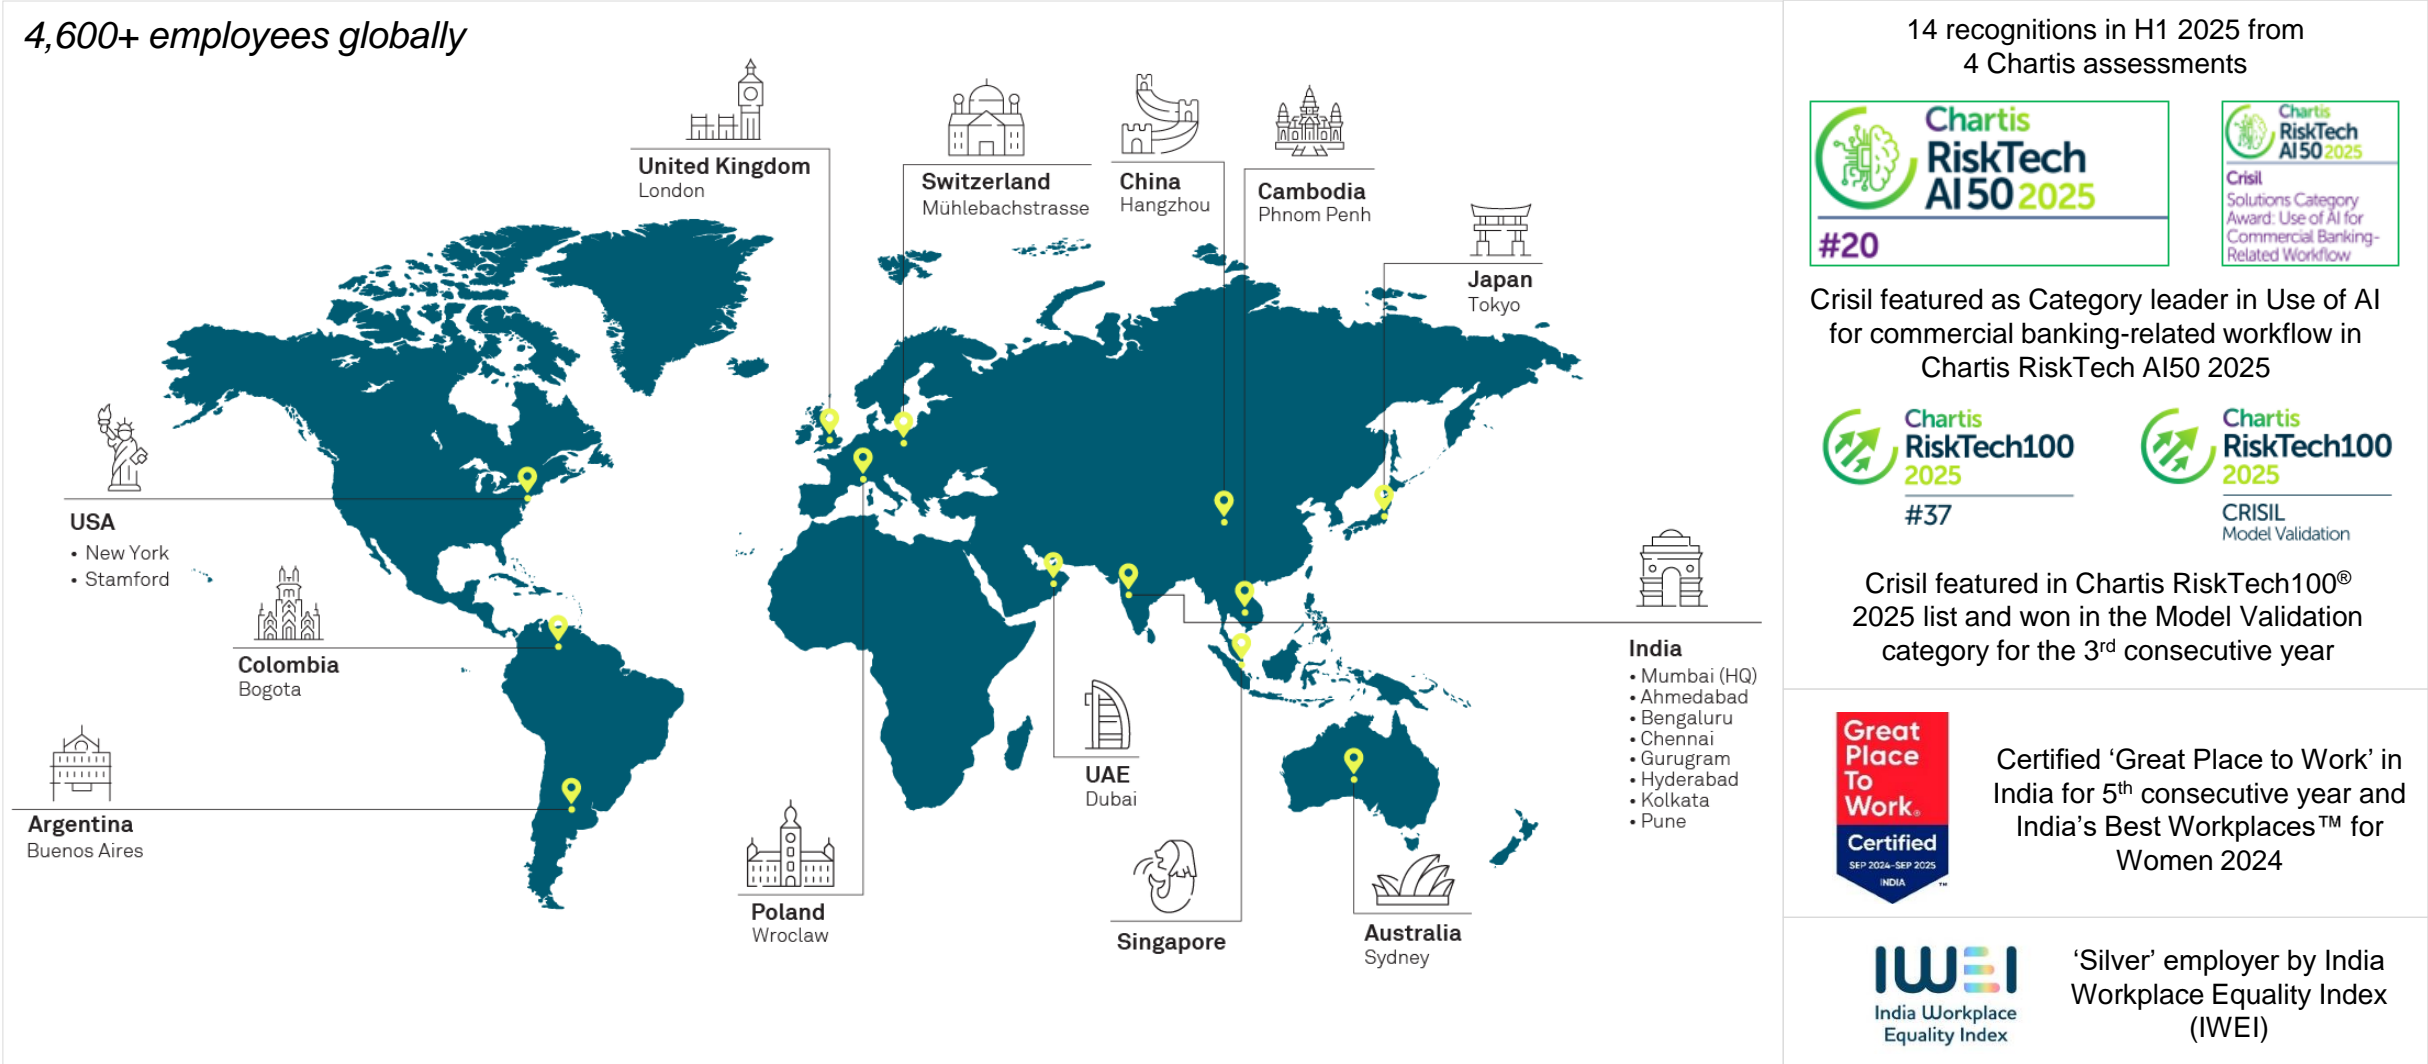 4,600+ employees globally
United Kingdom
London
Switzerland
Mühlebachstrasse
China
Hangzhou
Cambodia
Phnom Penh
Japan
Tokyo
USA
• New York
• Stamford
Colombia
Bogota
Argentina
Buenos Aires
Poland
Wroclaw
UAE
Dubai
Singapore
Australia
Sydney
India
• Mumbai (HQ)
• Ahmedabad
• Bengaluru
• Chennai
• Gurugram
• Hyderabad
• Kolkata
• Pune
14 recognitions in H1 2025 from
4 Chartis assessments
Chartis
RiskTech
AI50 2025
#20
Chartis
RiskTech
AI50 2025
Crisil
Solutions Category
Award: Use of AI for
Commercial Banking-
Related Workflow
Crisil featured as Category leader in Use of AI
for commercial banking-related workflow in
Chartis RiskTech AI50 2025
Chartis
RiskTech100
2025
#37
Chartis
RiskTech100
2025
CRISIL
Model Validation
Crisil featured in Chartis RiskTech100®
2025 list and won in the Model Validation
category for the 3rd consecutive year
Great
Place
To
Work®
Certified
SEP 2024-SEP 2025
INDIA
™
Certified ‘Great Place to Work’ in
India for 5th consecutive year and
India’s Best Workplaces™ for
Women 2024
IWEI
India Workplace
Equality Index
‘Silver’ employer by India
Workplace Equality Index
(IWEI)